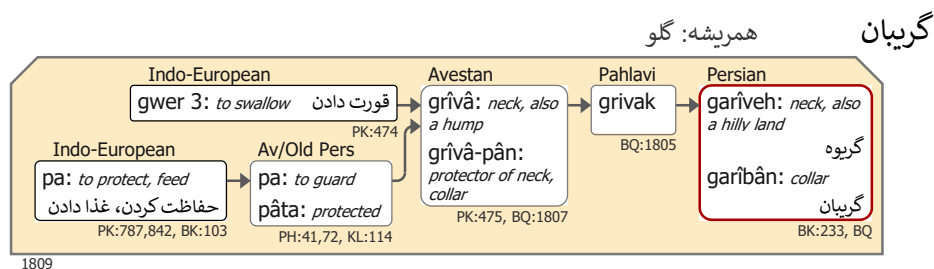 گریبان
همریشه: گلو
Indo-European
gwer 3: to swallow قورت دادن
PK:474
Indo-European
pa: to protect, feed
حفاظت کردن، غذا دادن
PK:787,842, BK:103
Av/Old Pers
pa: to guard
pâta: protected
PH:41,72, KL:114
Avestan
grîvâ: neck, also
a hump
grîvâ-pân:
protector of neck,
collar
PK:475, BQ:1807
Pahlavi
grivak
BQ:1805
Persian
garîveh: neck, also
a hilly land
گریوه
garîbân: collar
گریبان
BK:233, BQ
1809